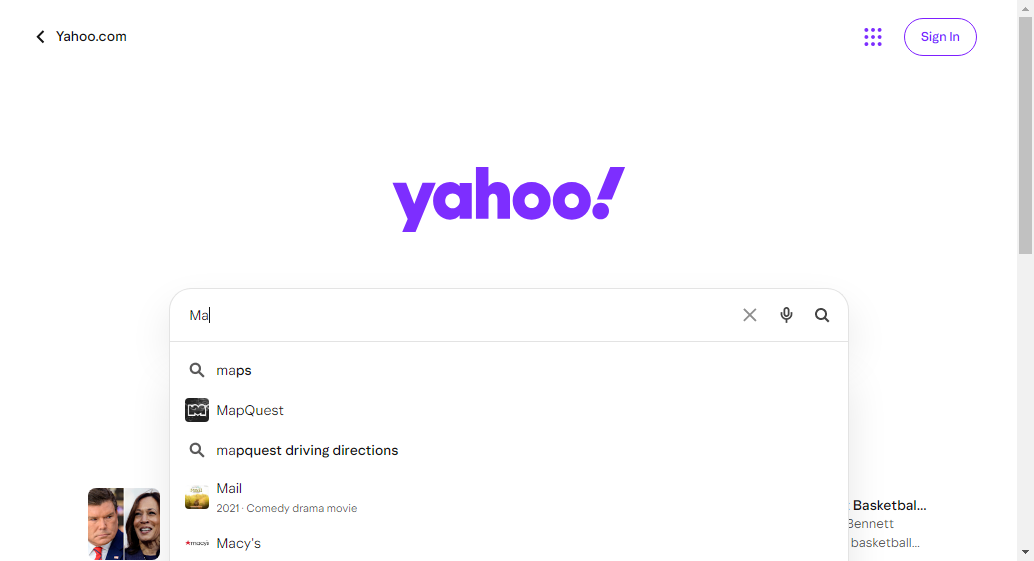 Yahoo.com
Sign In
yahoo!
Ma
maps
MapQuest
mapquest driving directions
Mail
2021 · Comedy drama movie
Macy's
Basketbal...
Bennett
basketball...